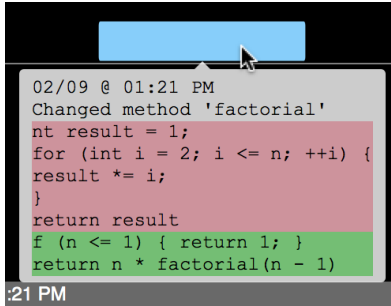 02/09 @ 01:21 PM
Changed method 'factorial'
nt result = 1;
for (int i = 2; i <= n; ++i) {
result *= i;
}
return result
f (n <= 1) { return 1; }
return n * factorial(n - 1)
:21 PM